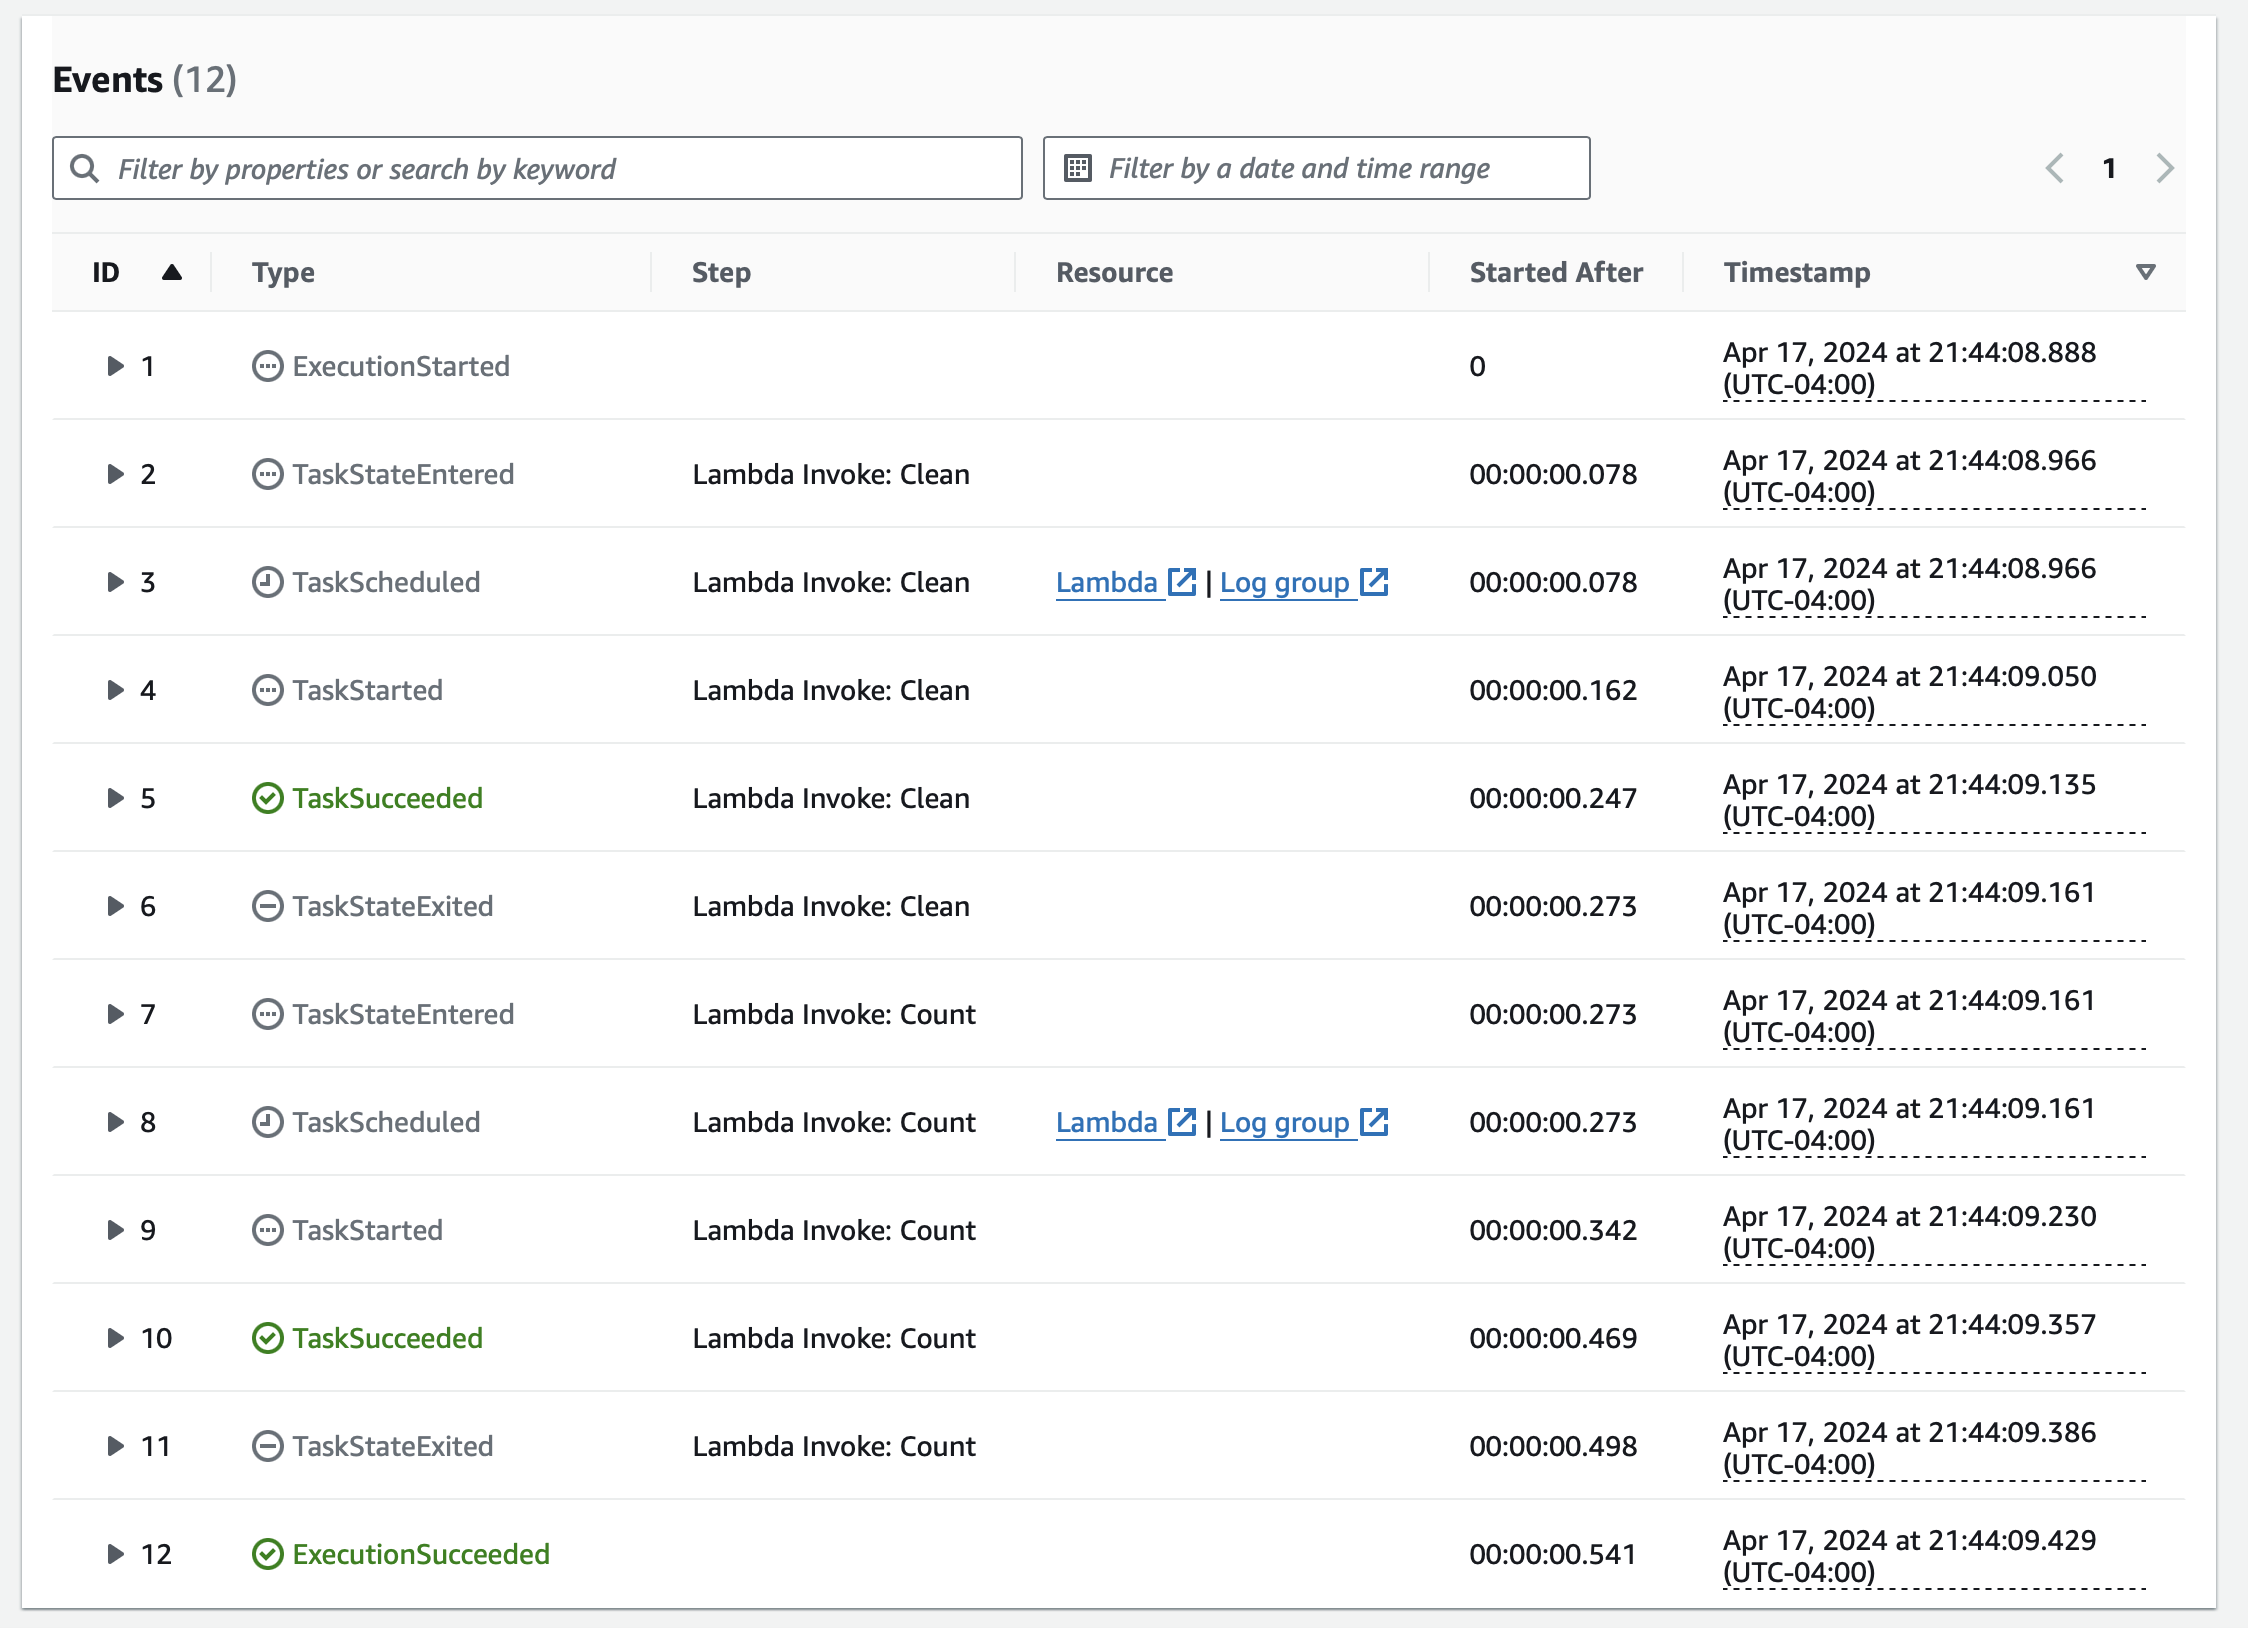 Events (12)
Filter by properties or search by keyword
Filter by a date and time range
1
ID Type Step Resource Started After Timestamp
1 ExecutionStarted 0 Apr 17, 2024 at 21:44:08.888
(UTC-04:00)
2 TaskStateEntered Lambda Invoke: Clean 00:00:00.078 Apr 17, 2024 at 21:44:08.966
(UTC-04:00)
3 TaskScheduled Lambda Invoke: Clean Lambda | Log group 00:00:00.078 Apr 17, 2024 at 21:44:08.966
(UTC-04:00)
4 TaskStarted Lambda Invoke: Clean 00:00:00.162 Apr 17, 2024 at 21:44:09.050
(UTC-04:00)
5 TaskSucceeded Lambda Invoke: Clean 00:00:00.247 Apr 17, 2024 at 21:44:09.135
(UTC-04:00)
6 TaskStateExited Lambda Invoke: Clean 00:00:00.273 Apr 17, 2024 at 21:44:09.161
(UTC-04:00)
7 TaskStateEntered Lambda Invoke: Count 00:00:00.273 Apr 17, 2024 at 21:44:09.161
(UTC-04:00)
8 TaskScheduled Lambda Invoke: Count Lambda | Log group 00:00:00.273 Apr 17, 2024 at 21:44:09.161
(UTC-04:00)
9 TaskStarted Lambda Invoke: Count 00:00:00.342 Apr 17, 2024 at 21:44:09.230
(UTC-04:00)
10 TaskSucceeded Lambda Invoke: Count 00:00:00.469 Apr 17, 2024 at 21:44:09.357
(UTC-04:00)
11 TaskStateExited Lambda Invoke: Count 00:00:00.498 Apr 17, 2024 at 21:44:09.386
(UTC-04:00)
12 ExecutionSucceeded 00:00:00.541 Apr 17, 2024 at 21:44:09.429
(UTC-04:00)